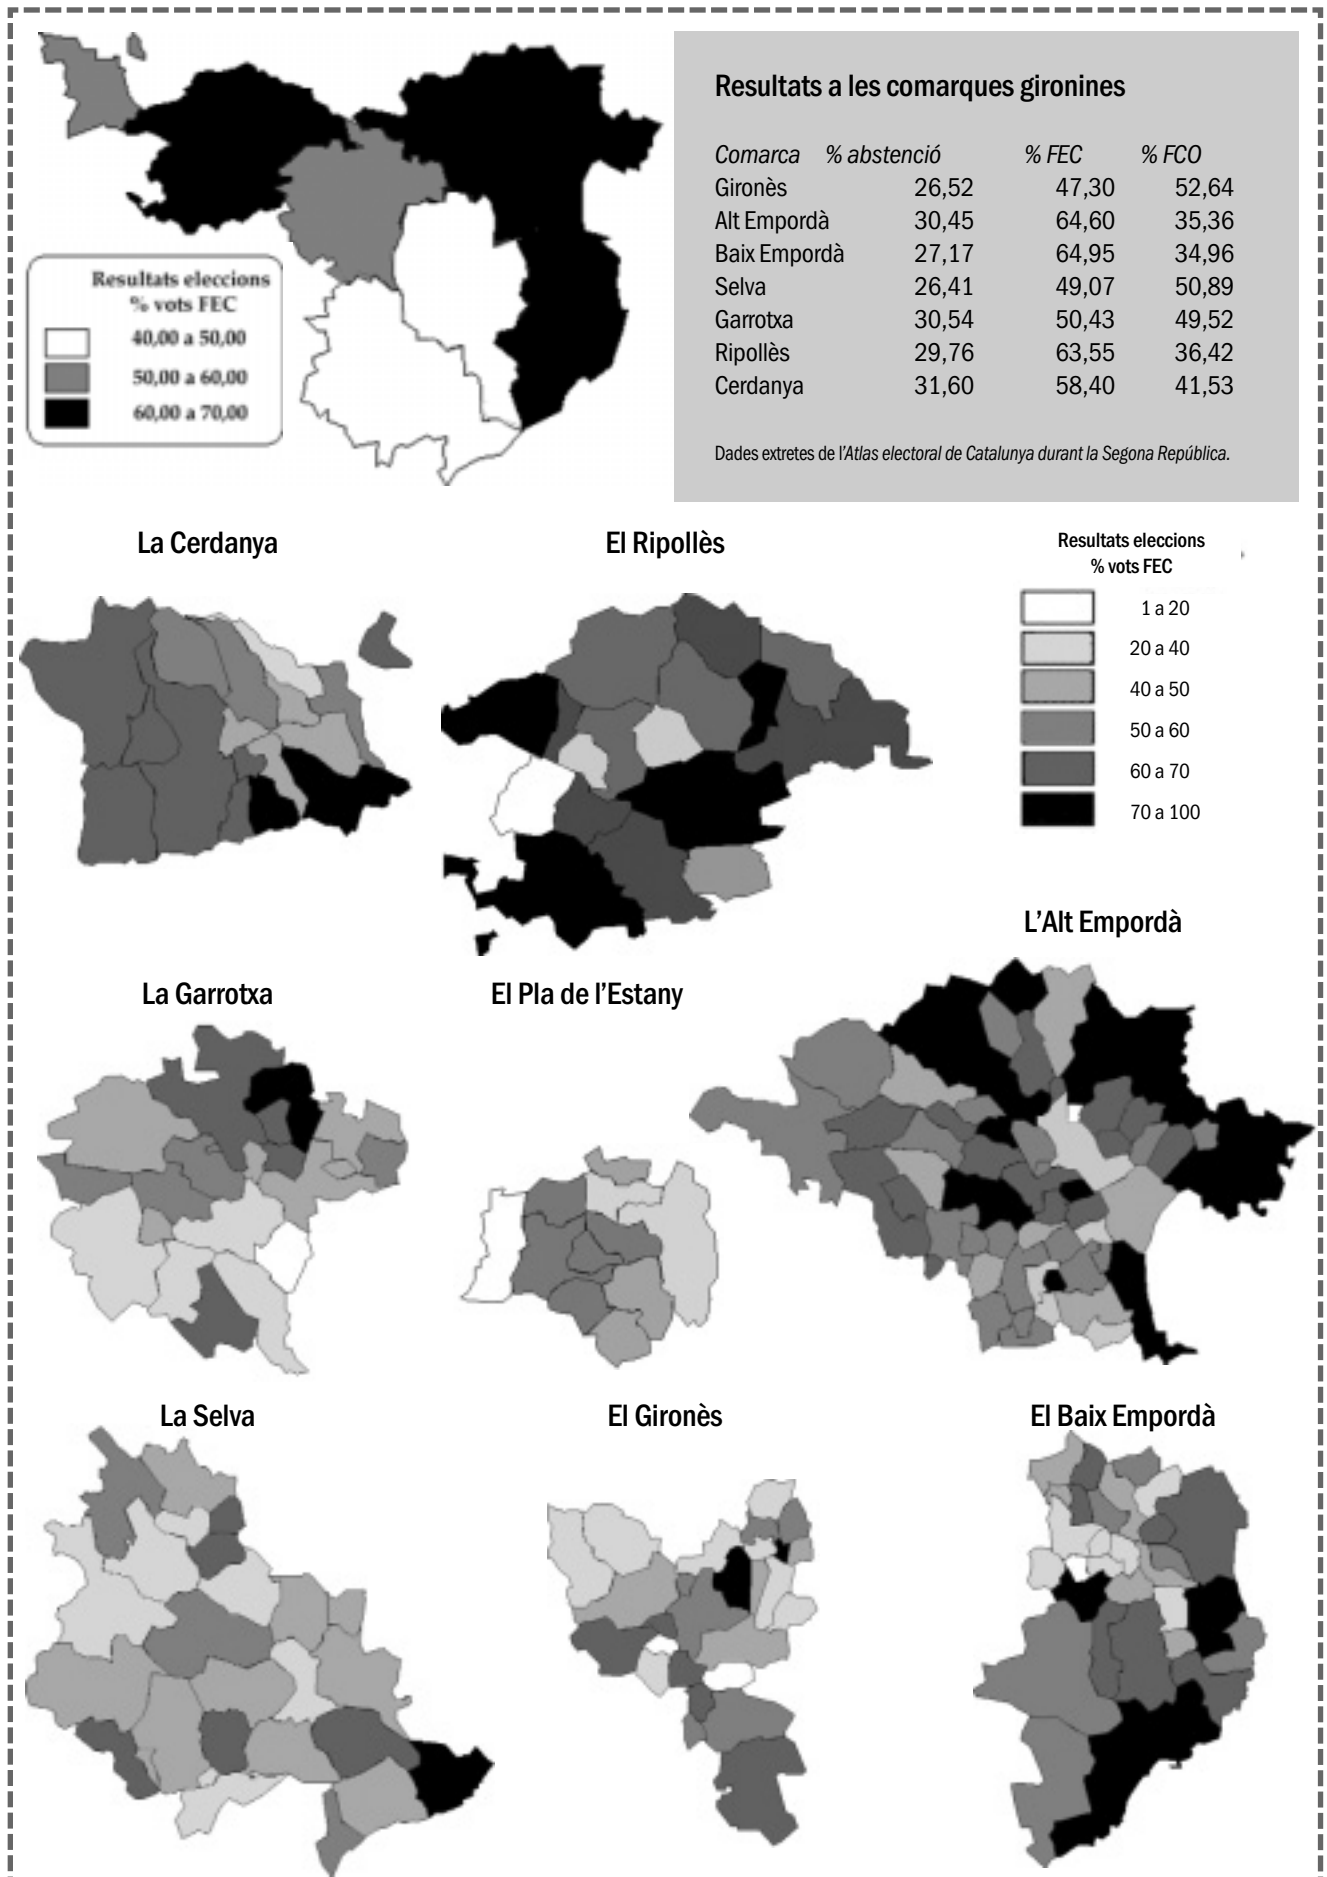 Resultats a les comarques gironines
Comarca % abstenció % FEC % FCO
Gironès 26,52 47,30 52,64
Alt Empordà 30,45 64,60 35,36
Baix Empordà 27,17 64,95 34,96
Selva 26,41 49,07 50,89
Garrotxa 30,54 50,43 49,52
Ripollès 29,76 63,55 36,42
Cerdanya 31,60 58,40 41,53
Dades extretes de l'Atlas electoral de Catalunya durant la Segona República.
Resultats eleccions
% vots FEC
40,00 a 50,00
50,00 a 60,00
60,00 a 70,00
La Cerdanya
El Ripollès
Resultats eleccions
% vots FEC
1 a 20
20 a 40
40 a 50
50 a 60
60 a 70
70 a 100
L'Alt Empordà
La Garrotxa
El Pla de l'Estany
La Selva
El Gironès
El Baix Empordà